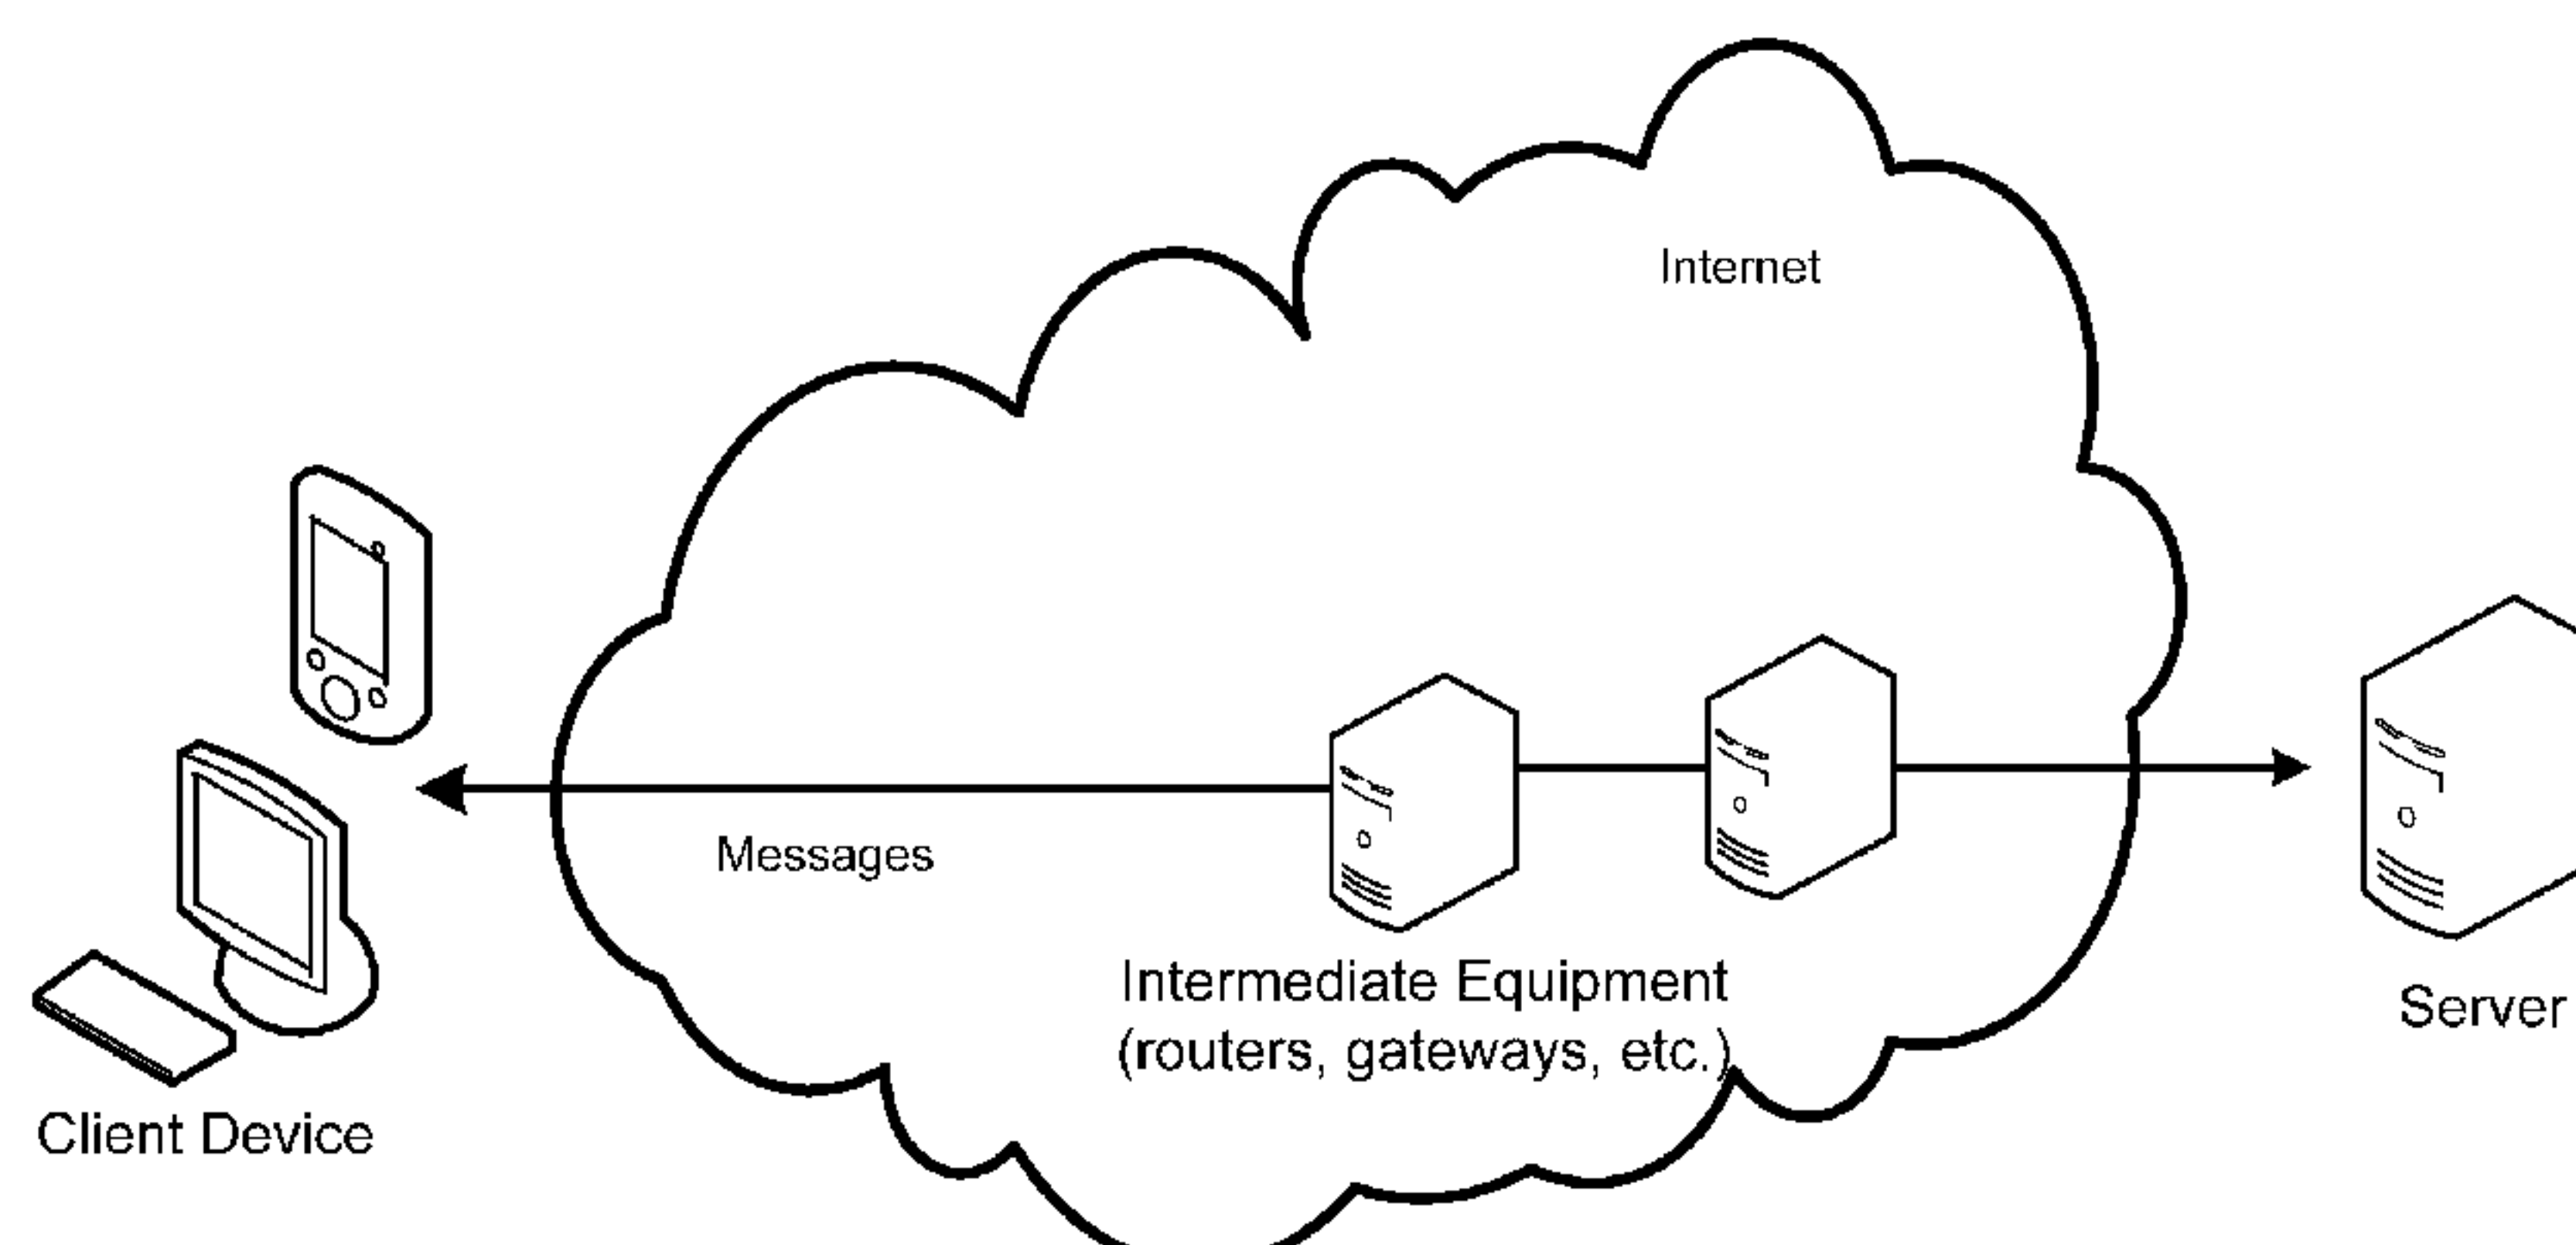 Internet
Messages
Intermediate Equipment
(routers, gateways, etc.)
Server
Client Device